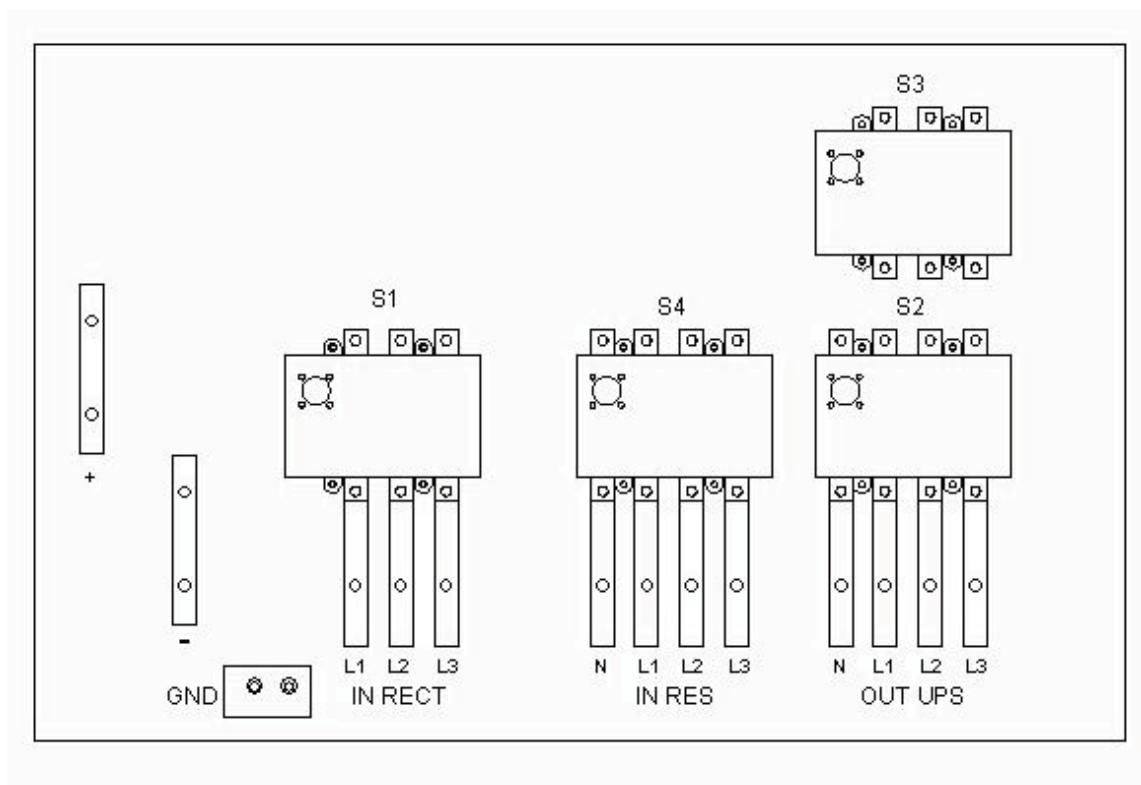 S3
S1
S4
S2
+
-
L1 L2 L3
N L1 L2 L3
N L1 L2 L3
GND
IN RECT
IN RES
OUT UPS